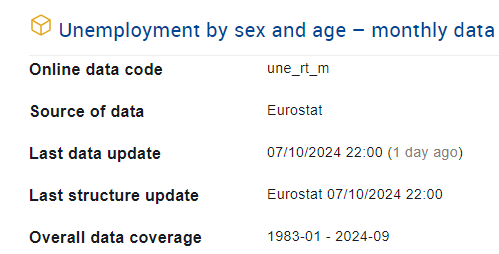 Unemployment by sex and age – monthly data
Online data code une_rt_m
Source of data Eurostat
Last data update 07/10/2024 22:00 (1 day ago)
Last structure update Eurostat 07/10/2024 22:00
Overall data coverage 1983-01 - 2024-09